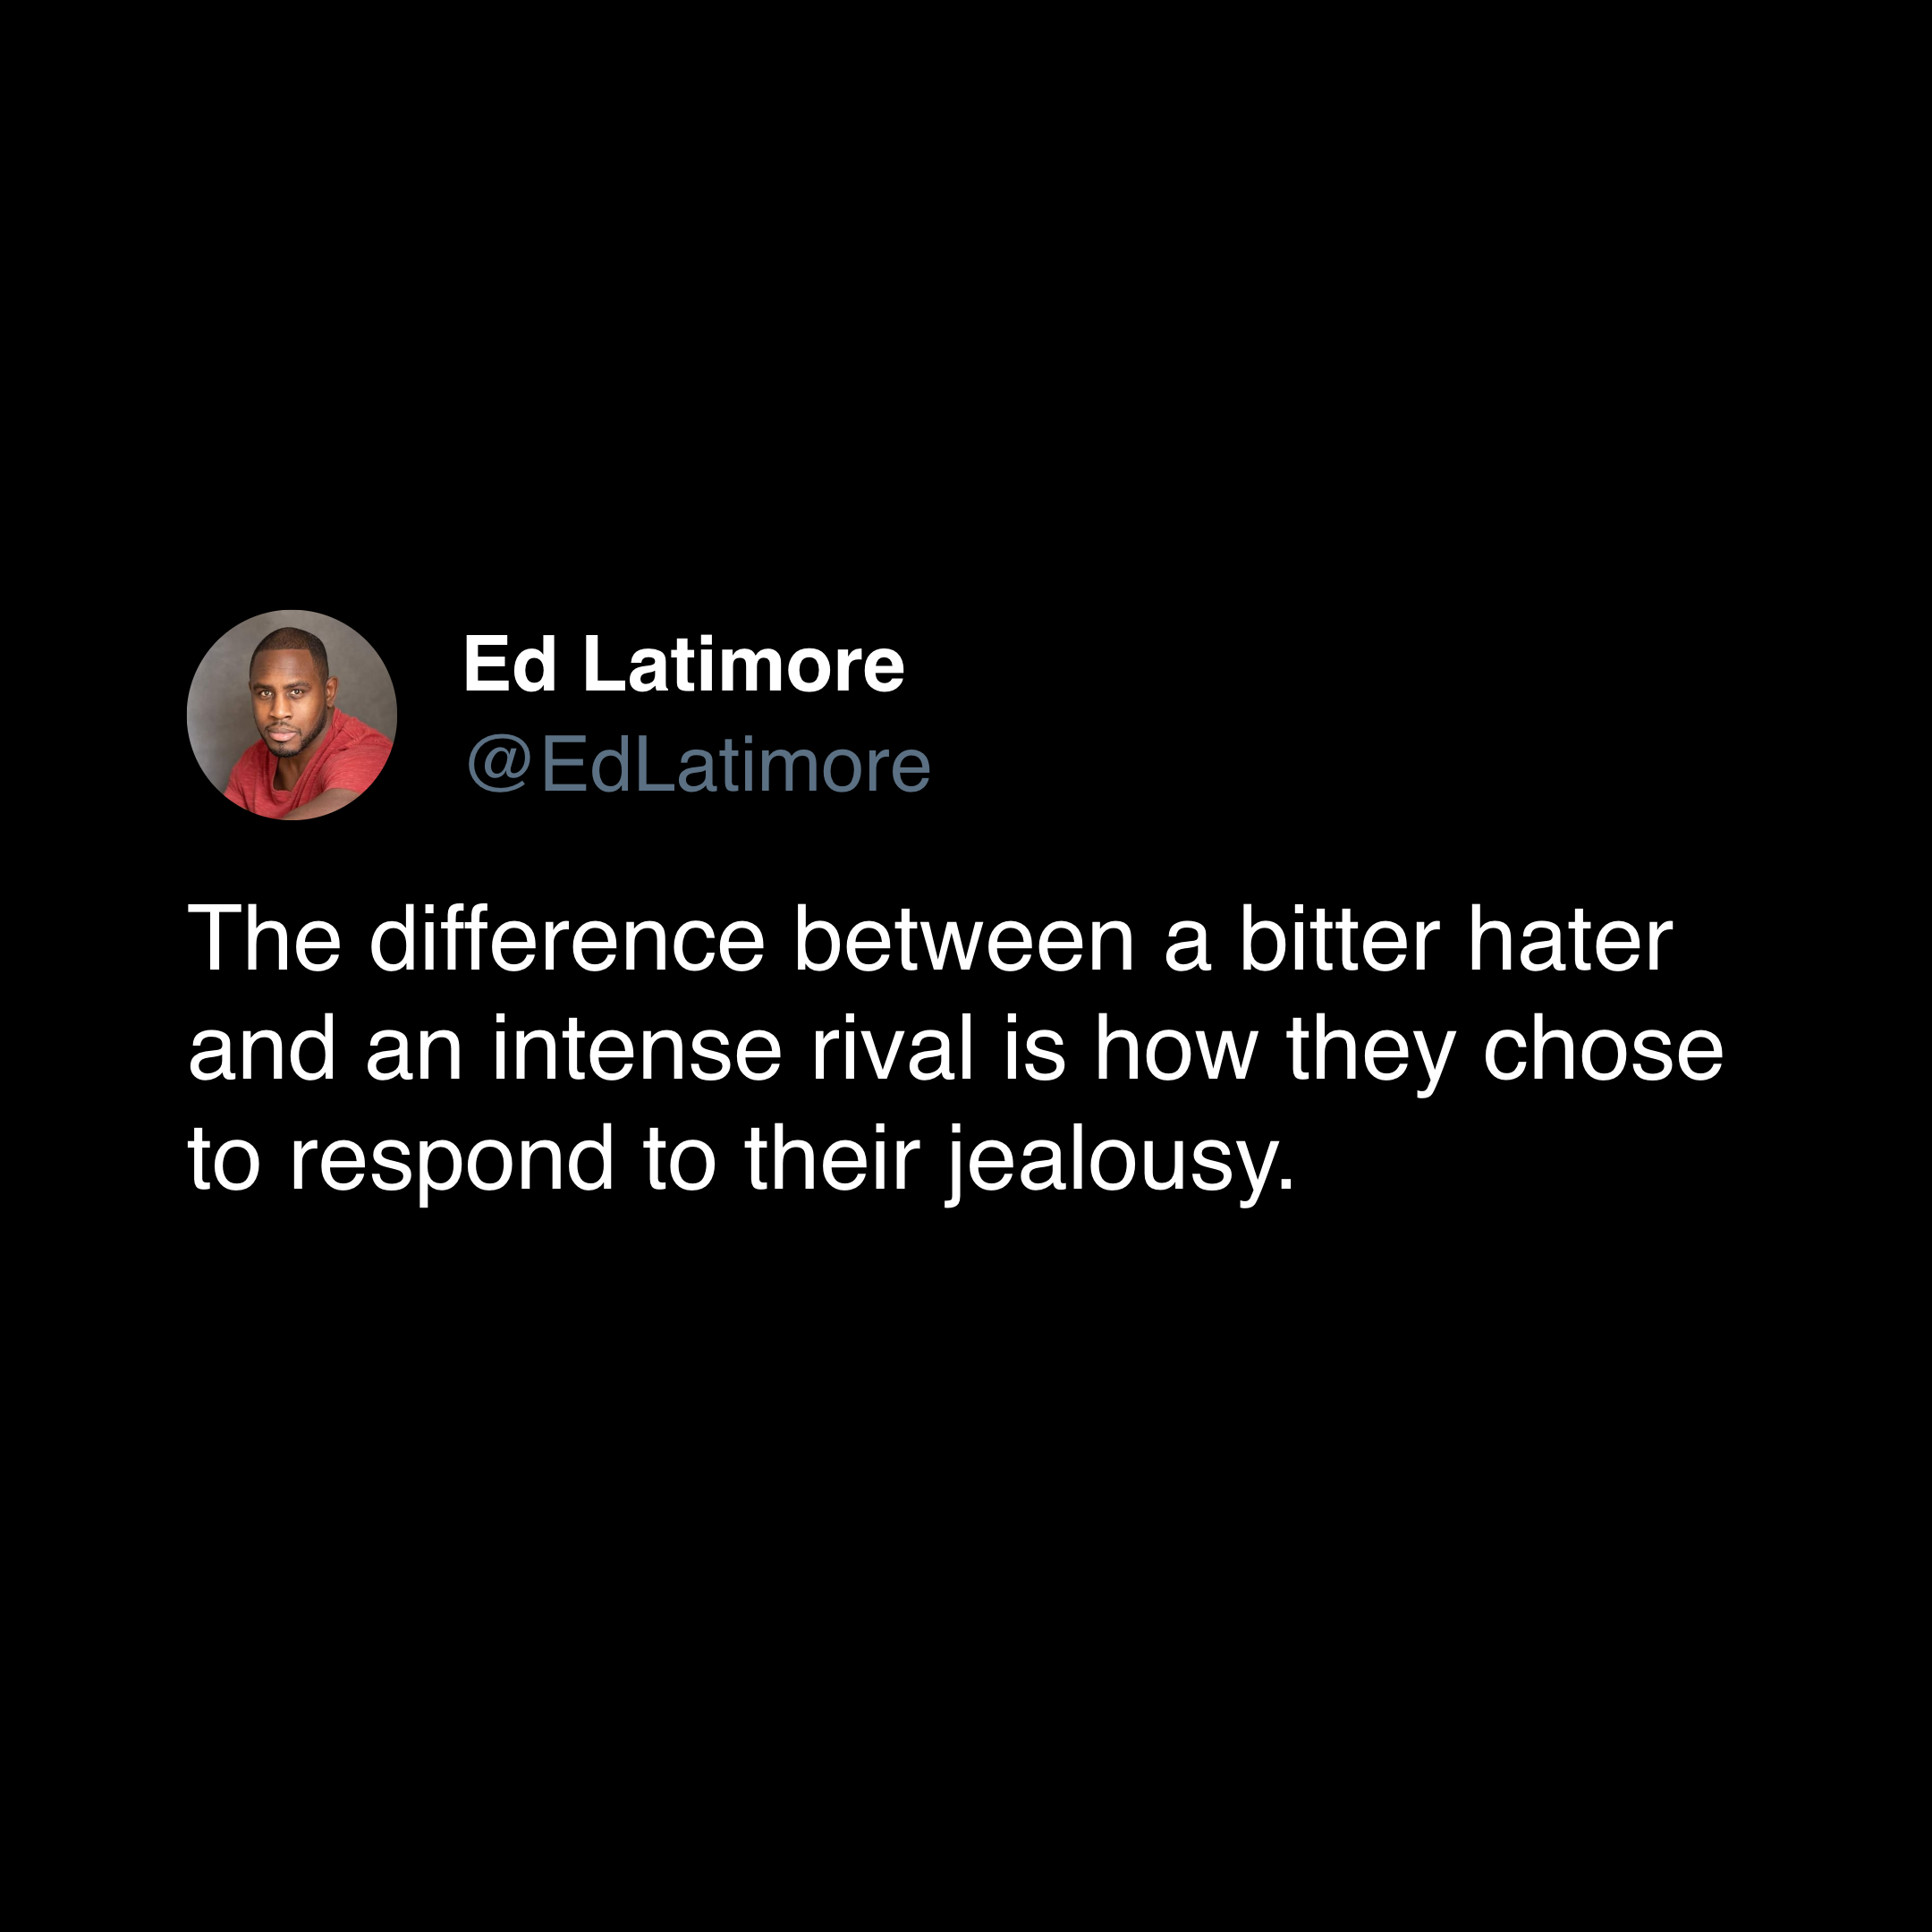 Ed Latimore
@EdLatimore
The difference between a bitter hater
and an intense rival is how they chose
to respond to their jealousy.